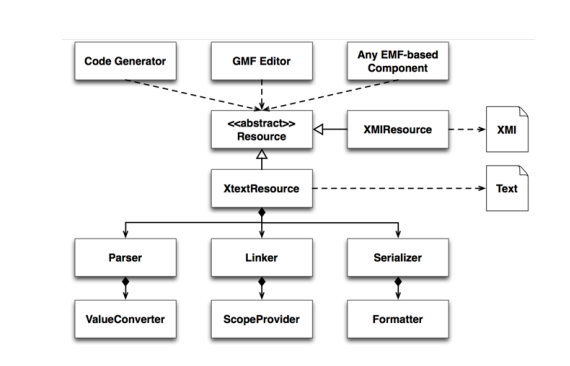 Code Generator
GMF Editor
Any EMF-based
Component
<<abstract>>
Resource
XMIResource
XMI
XtextResource
Text
Parser
Linker
Serializer
ValueConverter
ScopeProvider
Formatter